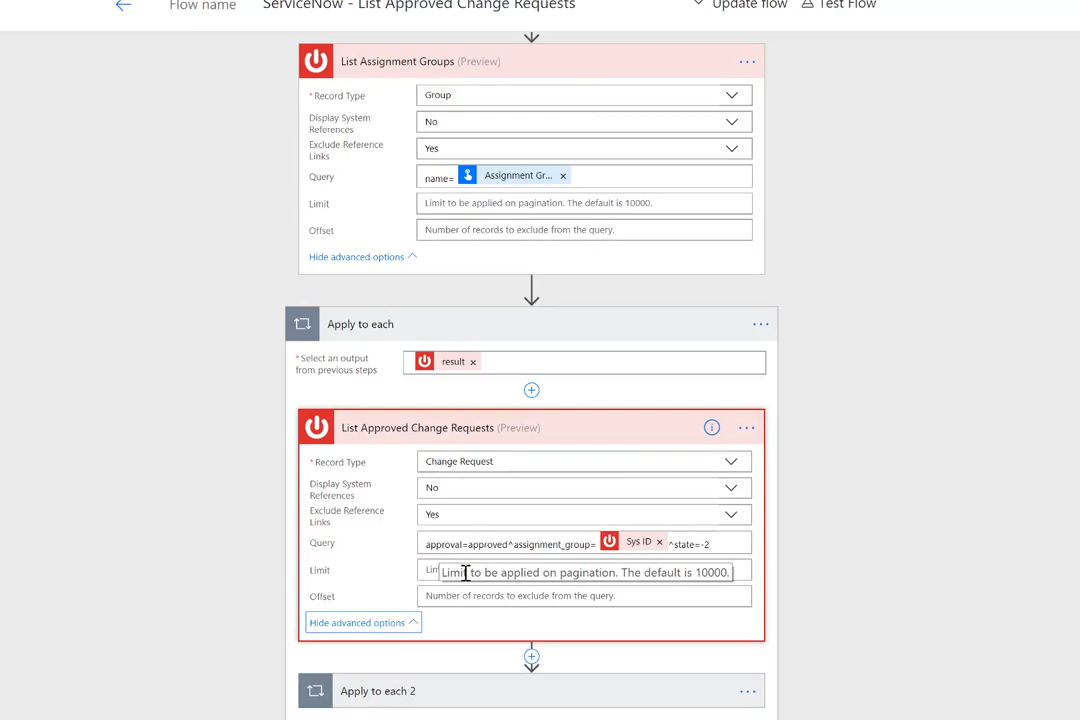 Flow name ServiceNow - List Approved Change Requests Update flow Test Flow
List Assignment Groups (Preview) ...
*Record Type Group
Display System References No
Exclude Reference Links Yes
Query name= Assignment Gr... ×
Limit Limit to be applied on pagination. The default is 10000.
Offset Number of records to exclude from the query.
Hide advanced options
Apply to each ...
*Select an output from previous steps result ×
List Approved Change Requests (Preview) ...
*Record Type Change Request
Display System References No
Exclude Reference Links Yes
Query approval=approved^assignment_group= Sys ID × ^state=-2
Limit Lim
Limit to be applied on pagination. The default is 10000.
Offset Number of records to exclude from the query.
Hide advanced options
Apply to each 2 ...